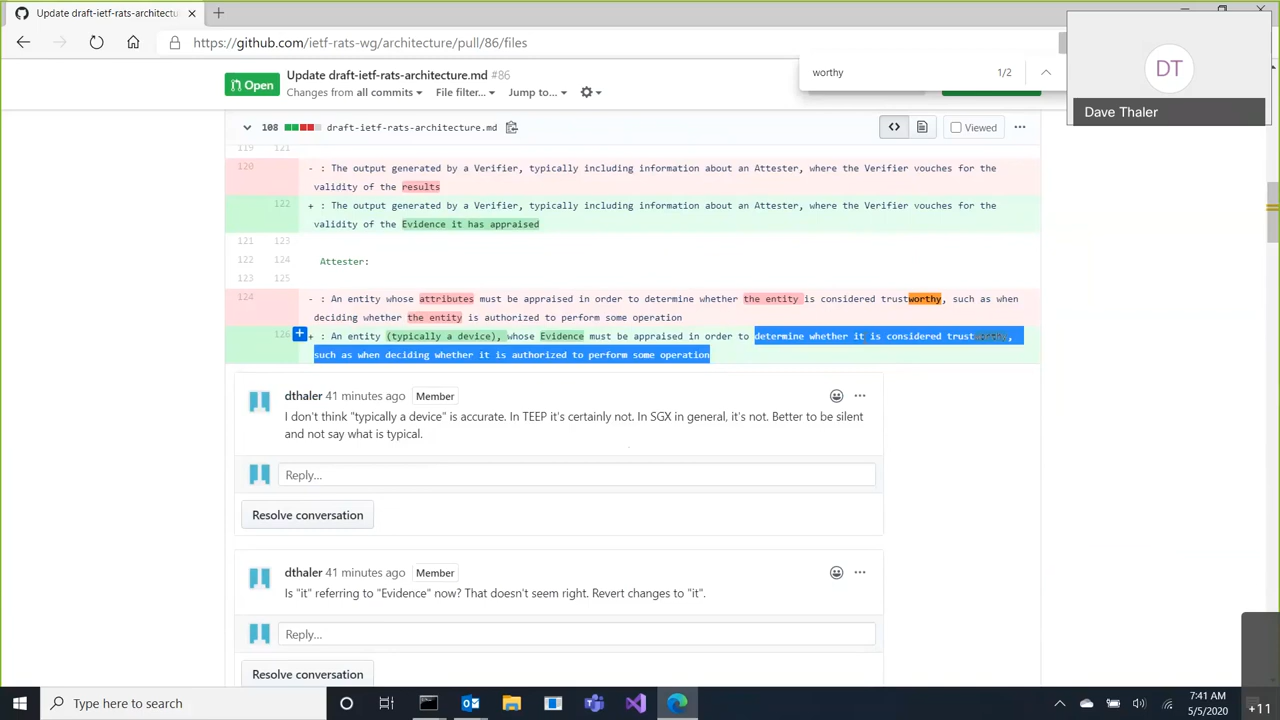 Update draft-ietf-rats-architectu
https://github.com/ietf-rats-wg/architecture/pull/86/files
worthy 1/2
DT
Dave Thaler
Open
Update draft-ietf-rats-architecture.md #86
Changes from all commits File filter... Jump to...
108 draft-ietf-rats-architecture.md Viewed
119 121
120 - : The output generated by a Verifier, typically including information about an Attester, where the Verifier vouches for the
validity of the results
122 + : The output generated by a Verifier, typically including information about an Attester, where the Verifier vouches for the
validity of the Evidence it has appraised
121 123
122 124 Attester:
123 125
124 - : An entity whose attributes must be appraised in order to determine whether the entity is considered trustworthy, such as when
deciding whether the entity is authorized to perform some operation
126 + : An entity (typically a device), whose Evidence must be appraised in order to determine whether it is considered trustworthy,
such as when deciding whether it is authorized to perform some operation
dthaler 41 minutes ago Member
I don't think "typically a device" is accurate. In TEEP it's certainly not. In SGX in general, it's not. Better to be silent
and not say what is typical.
Reply...
Resolve conversation
dthaler 41 minutes ago Member
Is "it" referring to "Evidence" now? That doesn't seem right. Revert changes to "it".
Reply...
Resolve conversation
Type here to search
7:41 AM
5/5/2020
+11